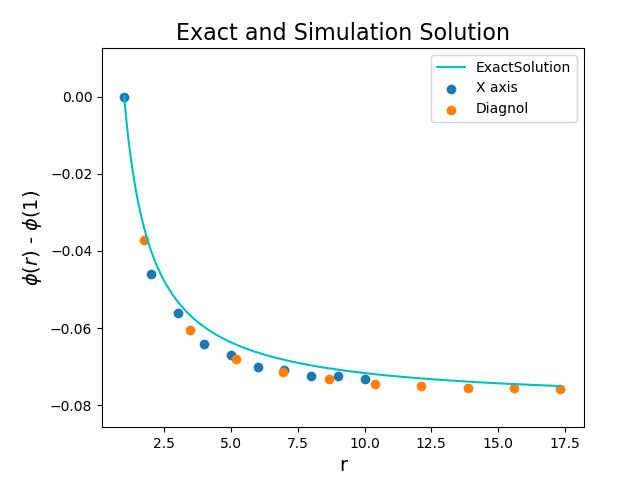 Exact and Simulation Solution
ExactSolution
X axis
Diagnol
0.00
−0.02
−0.04
−0.06
−0.08
ϕ(r) - ϕ(1)
2.5 5.0 7.5 10.0 12.5 15.0 17.5
r